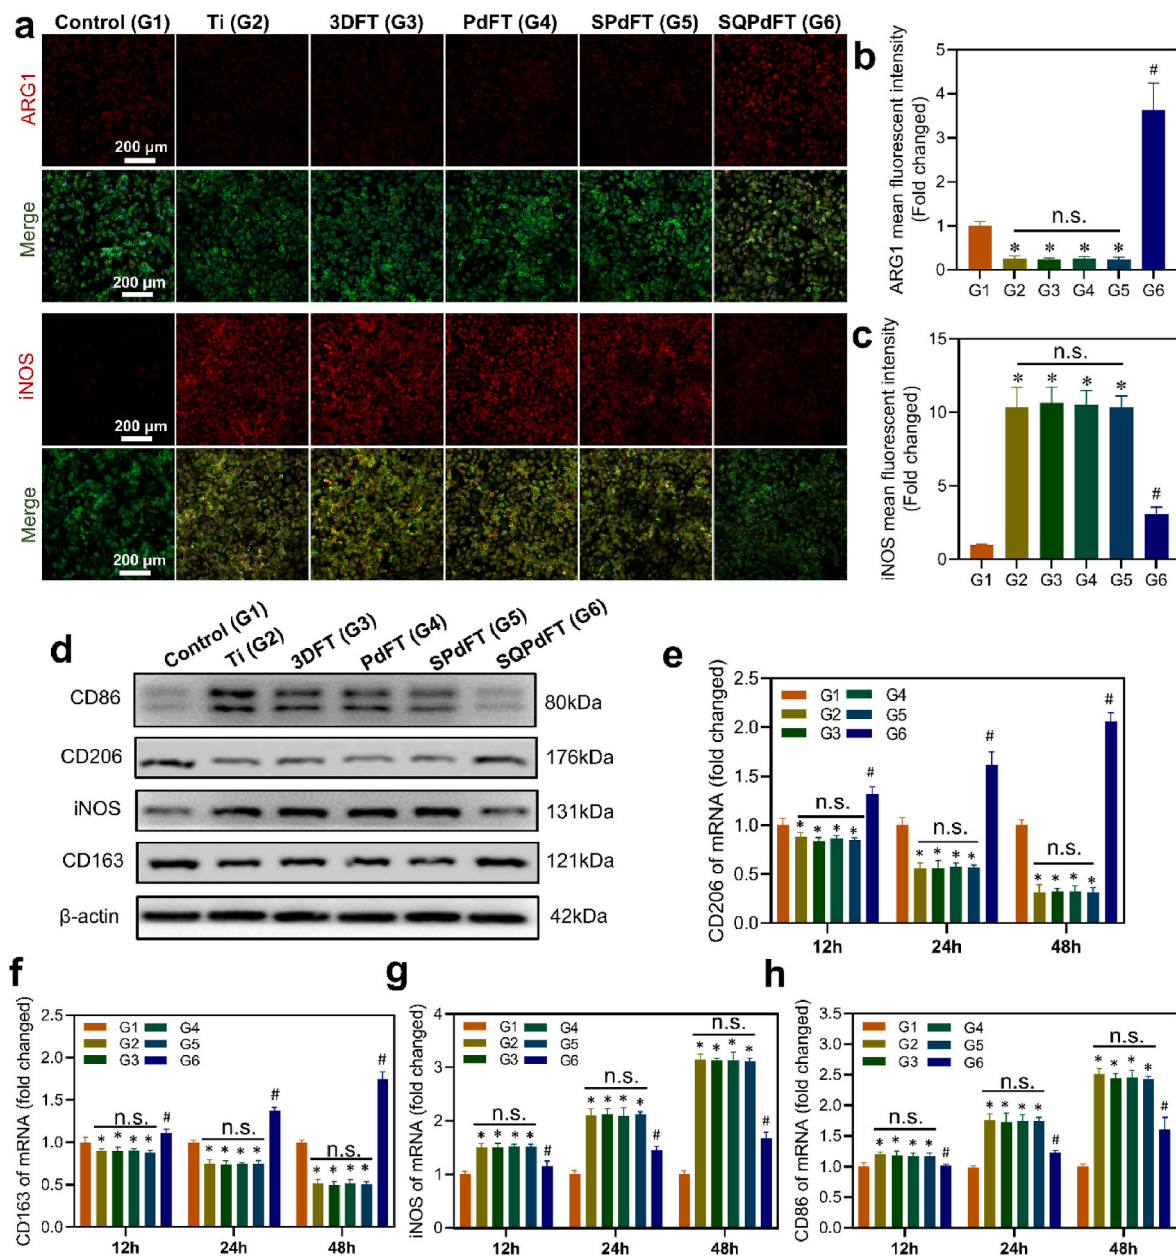 a
Control (G1) Ti (G2) 3DFT (G3) PdFT (G4) SPdFT (G5) SQPdFT (G6)
ARG1
200 μm
Merge
200 μm
iNOS
200 μm
Merge
200 μm
b
ARG1 mean fluorescent intensity
(Fold changed)
5
4
3
2
1
0
n.s.
* * * *
#
G1 G2 G3 G4 G5 G6
c
iNOS mean fluorescent intensity
(Fold changed)
15
10
5
0
n.s.
* * * *
#
G1 G2 G3 G4 G5 G6
d
Control (G1) Ti (G2) 3DFT (G3) PdFT (G4) SPdFT (G5) SQPdFT (G6)
CD86 80kDa
CD206 176kDa
iNOS 131kDa
CD163 121kDa
β-actin 42kDa
e
CD206 of mRNA (fold changed)
2.5
2.0
1.5
1.0
0.5
0.0
G1 G4
G2 G5
G3 G6
n.s.
* * * *
#
n.s.
* * * *
#
n.s.
* * * *
#
12h 24h 48h
f
CD163 of mRNA (fold changed)
2.5
2.0
1.5
1.0
0.5
0.0
G1 G4
G2 G5
G3 G6
n.s.
* * * *
#
n.s.
* * * *
#
n.s.
* * * *
#
12h 24h 48h
g
iNOS of mRNA (fold changed)
4
3
2
1
0
G1 G4
G2 G5
G3 G6
n.s.
* * * *
#
n.s.
* * * *
#
n.s.
* * * *
#
12h 24h 48h
h
CD86 of mRNA (fold changed)
3.5
3.0
2.5
2.0
1.5
1.0
0.5
0.0
G1 G4
G2 G5
G3 G6
n.s.
* * * *
#
n.s.
* * * *
#
n.s.
* * * *
#
12h 24h 48h